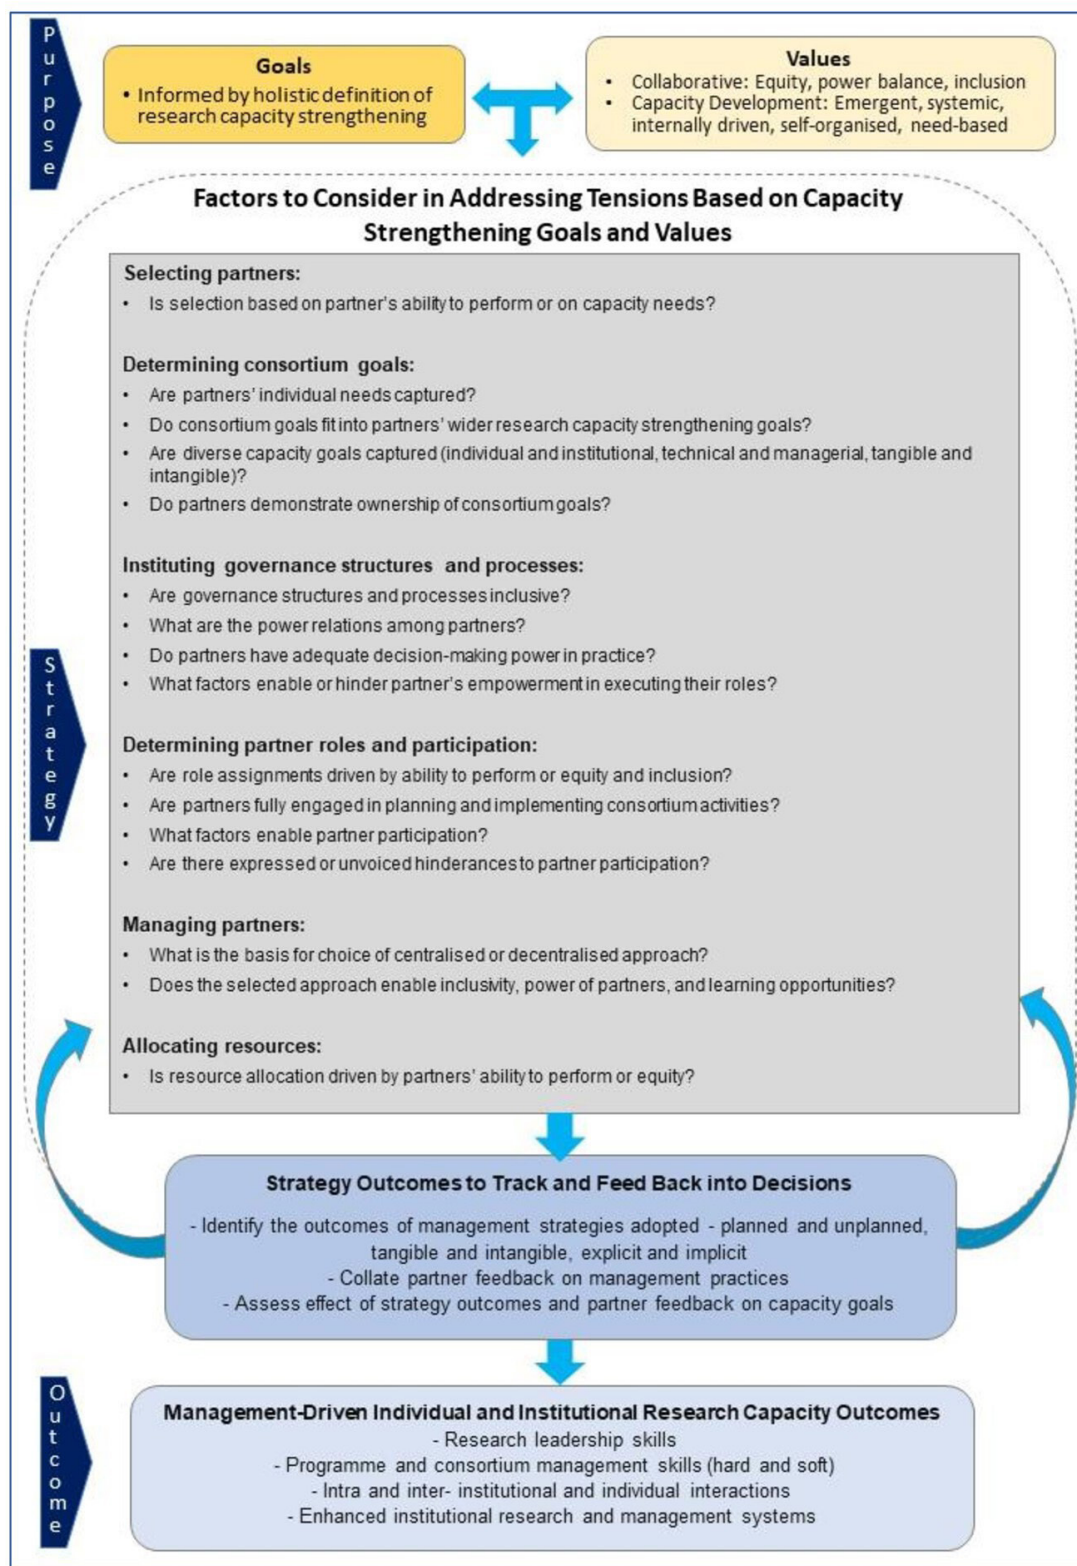 Purpose
Goals
• Informed by holistic definition of
research capacity strengthening
Values
• Collaborative: Equity, power balance, inclusion
• Capacity Development: Emergent, systemic,
internally driven, self-organised, need-based
Factors to Consider in Addressing Tensions Based on Capacity
Strengthening Goals and Values
Strategy
Selecting partners:
• Is selection based on partner's ability to perform or on capacity needs?
Determining consortium goals:
• Are partners' individual needs captured?
• Do consortium goals fit into partners' wider research capacity strengthening goals?
• Are diverse capacity goals captured (individual and institutional, technical and managerial, tangible and
intangible)?
• Do partners demonstrate ownership of consortium goals?
Instituting governance structures and processes:
• Are governance structures and processes inclusive?
• What are the power relations among partners?
• Do partners have adequate decision-making power in practice?
• What factors enable or hinder partner's empowerment in executing their roles?
Determining partner roles and participation:
• Are role assignments driven by ability to perform or equity and inclusion?
• Are partners fully engaged in planning and implementing consortium activities?
• What factors enable partner participation?
• Are there expressed or unvoiced hinderances to partner participation?
Managing partners:
• What is the basis for choice of centralised or decentralised approach?
• Does the selected approach enable inclusivity, power of partners, and learning opportunities?
Allocating resources:
• Is resource allocation driven by partners' ability to perform or equity?
Strategy Outcomes to Track and Feed Back into Decisions
- Identify the outcomes of management strategies adopted - planned and unplanned,
tangible and intangible, explicit and implicit
- Collate partner feedback on management practices
- Assess effect of strategy outcomes and partner feedback on capacity goals
Outcome
Management-Driven Individual and Institutional Research Capacity Outcomes
- Research leadership skills
- Programme and consortium management skills (hard and soft)
- Intra and inter- institutional and individual interactions
- Enhanced institutional research and management systems